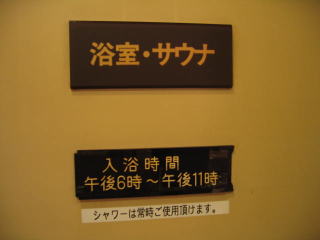 浴室・サウナ
入浴時間
午後6時～午後11時
シャワーは常時ご使用頂けます。